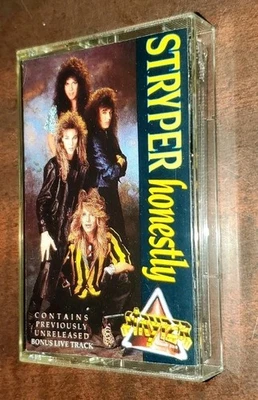 STRYPER honestly
CONTAINS
PREVIOUSLY
UNRELEASED
BONUS LIVE TRACK
STRYPER